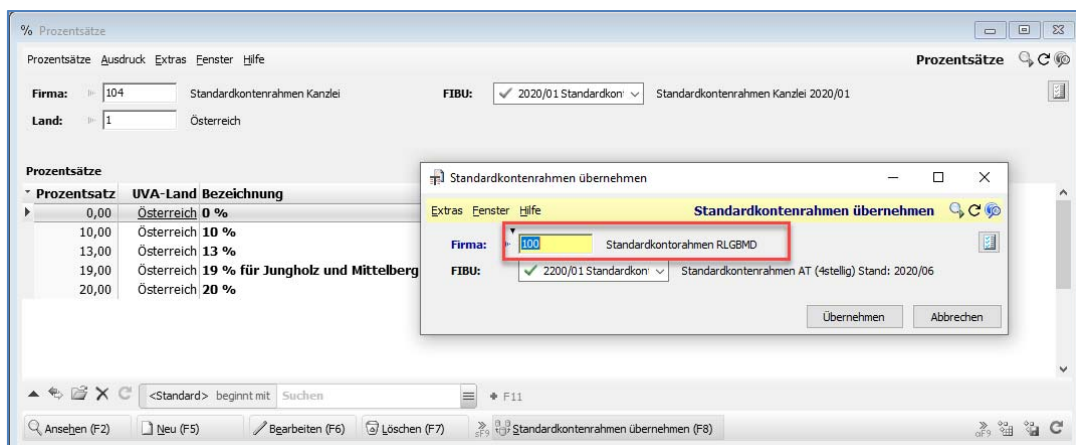 % Prozentsätze
Prozentsätze Ausdruck Extras Fenster Hilfe Prozentsätze
Firma: 104 Standardkontenrahmen Kanzlei FIBU: 2020/01 Standardkon' Standardkontenrahmen Kanzlei 2020/01
Land: 1 Österreich
Prozentsätze
Prozentsatz UVA-Land Bezeichnung
0,00 Österreich 0 %
10,00 Österreich 10 %
13,00 Österreich 13 %
19,00 Österreich 19 % für Jungholz und Mittelberg
20,00 Österreich 20 %
Standardkontenrahmen übernehmen
Extras Fenster Hilfe Standardkontenrahmen übernehmen
Firma: 100 Standardkontorahmen RLGBMD
FIBU: 2200/01 Standardkon' Standardkontenrahmen AT (4stellig) Stand: 2020/06
Übernehmen Abbrechen
<Standard> beginnt mit Suchen F11
Ansehen (F2) Neu (F5) Bearbeiten (F6) Löschen (F7) sF9 Standardkontenrahmen übernehmen (F8) aF9